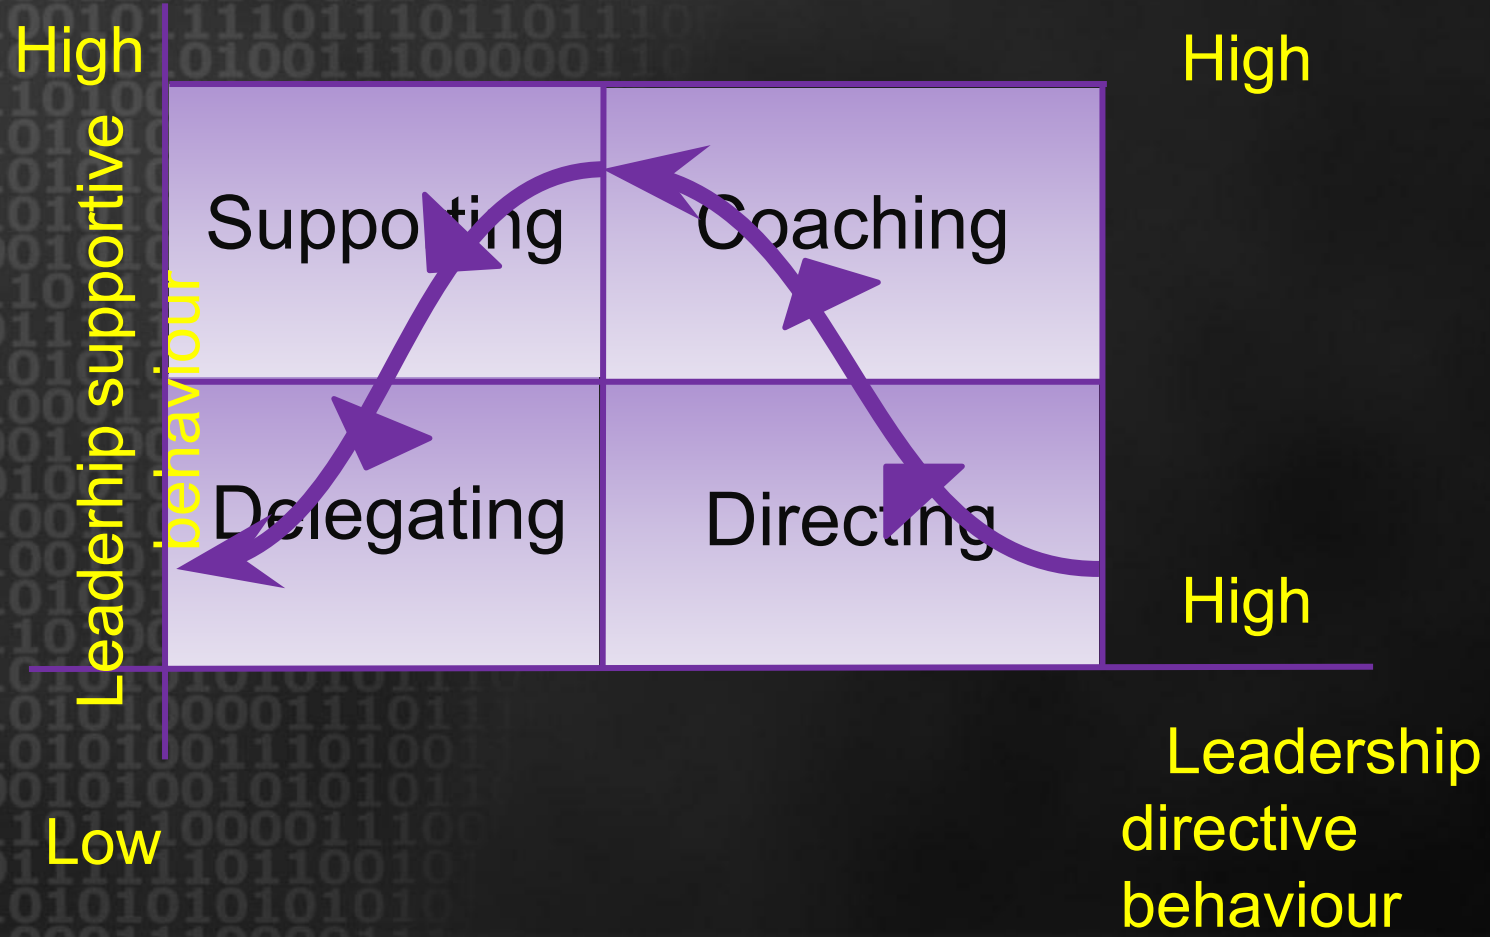 High
High
Leaderhip supportive
behaviour
Supporting
Coaching
Delegating
Directing
High
Leadership
directive
behaviour
Low